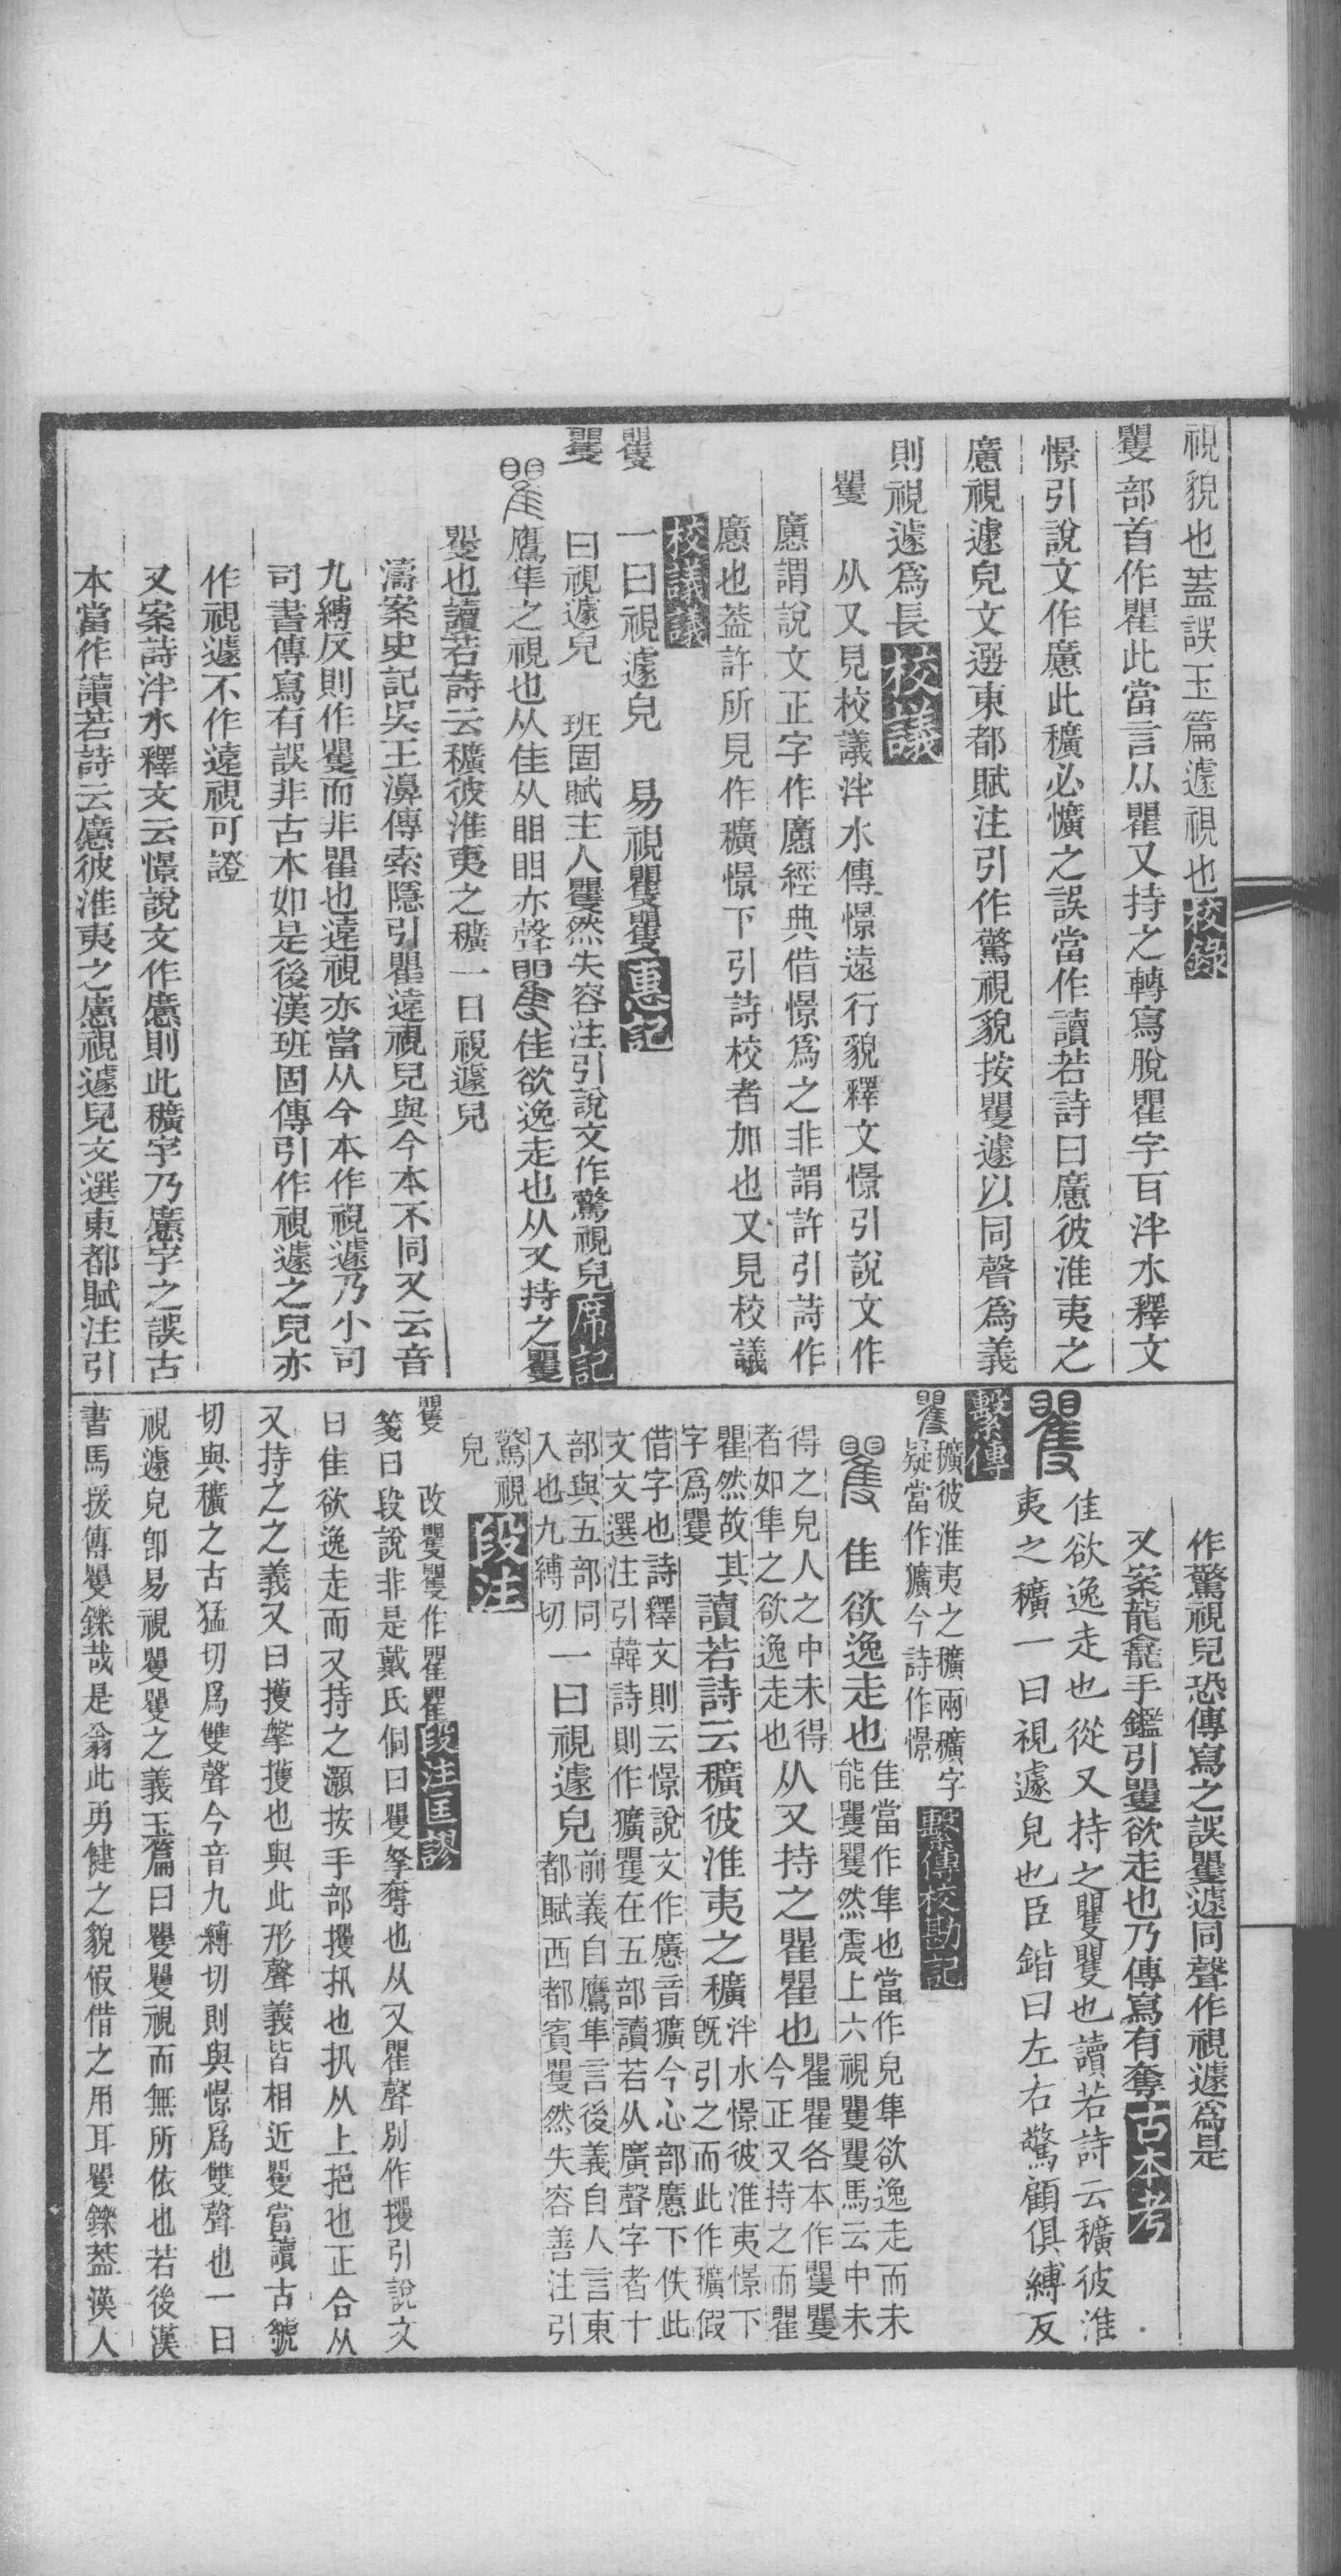 視貌也蓋誤玉篇遽視也校錄
矍部首作瞿此當言从瞿又持之轉寫脫瞿字百泮水釋文
憬引說文作懬此穬必懭之誤當作讀若詩曰懬彼淮夷之
懬視遽皃文選東都賦注引作驚視貌按矍遽以同聲爲義
則視遽爲長校議
矍 从又見校議泮水傳憬遠行貌釋文憬引說文作
懬謂說文正字作懬經典借憬爲之非謂許引詩作
懬也葢許所見作穬憬下引詩校者加也又見校議
校議議
矍 一曰視遽皃 易視矍矍惠記
矍 曰視遽皃 班固賦主人矍然失容注引說文作驚視皃席記
鷹隼之視也从隹从䀠䀠亦聲矍隹欲逸走也从又持之矍
矍也讀若詩云穬彼淮夷之穬一曰視遽皃
濤案史記吳王濞傳索隱引瞿遠視皃與今本不同又云音
九縛反則作矍而非瞿也遠視亦當从今本作視遽乃小司
司書傳寫有誤非古本如是後漢班固傳引作視遽之皃亦
作視遽不作遠視可證
又案詩泮水釋文云憬說文作懬則此穬字乃懬字之誤古
本當作讀若詩云懬彼淮夷之懬視遽皃文選東都賦注引
作驚視皃恐傳寫之誤矍遽同聲作視遽爲是
又案龍龕手鑑引矍欲走也乃傳寫有奪古本考
矍 隹欲逸走也從又持之矍矍也讀若詩云穬彼淮
夷之穬一曰視遽皃也臣鍇曰左右驚顧俱縛反
繫傳
矍 穬彼淮夷之穬兩穬字
疑當作獷今詩作憬 繫傳校勘記
矍 隹欲逸走也隹當作隼也當作皃隼欲逸走而未
能矍矍然震上六視矍矍馬云中未
得之皃人之中未得
者如隼之欲逸走也从又持之瞿瞿也瞿瞿各本作矍矍
今正又持之而瞿
瞿然故其
字爲矍讀若詩云穬彼淮夷之穬泮水憬彼淮夷憬下
旣引之而此作穬假
借字也詩釋文則云憬說文作懬音獷今心部懬下佚此
文文選注引韓詩則作獷矍在五部讀若从廣聲字者十
部與五部同
入也九縛切一曰視遽皃前義自鷹隼言後義自人言東
都賦西都賓矍然失容善注引
驚視
皃 段注
矍 改矍矍作瞿瞿段注匡謬
箋曰段說非是戴氏侗曰矍拏奪也从又瞿聲別作攫引說文
曰隹欲逸走而又持之灝按手部攫扟也扟从上挹也正合从
又持之之義又曰擭擊擭也與此形聲義皆相近矍當讀古虢
切與穬之古猛切爲雙聲今音九縛切則與憬爲雙聲也一曰
視遽皃卽易視矍矍之義玉篇曰矍矍視而無所依也若後漢
書馬援傳矍鑠哉是翁此勇健之貌假借之用耳矍鑠葢漢人